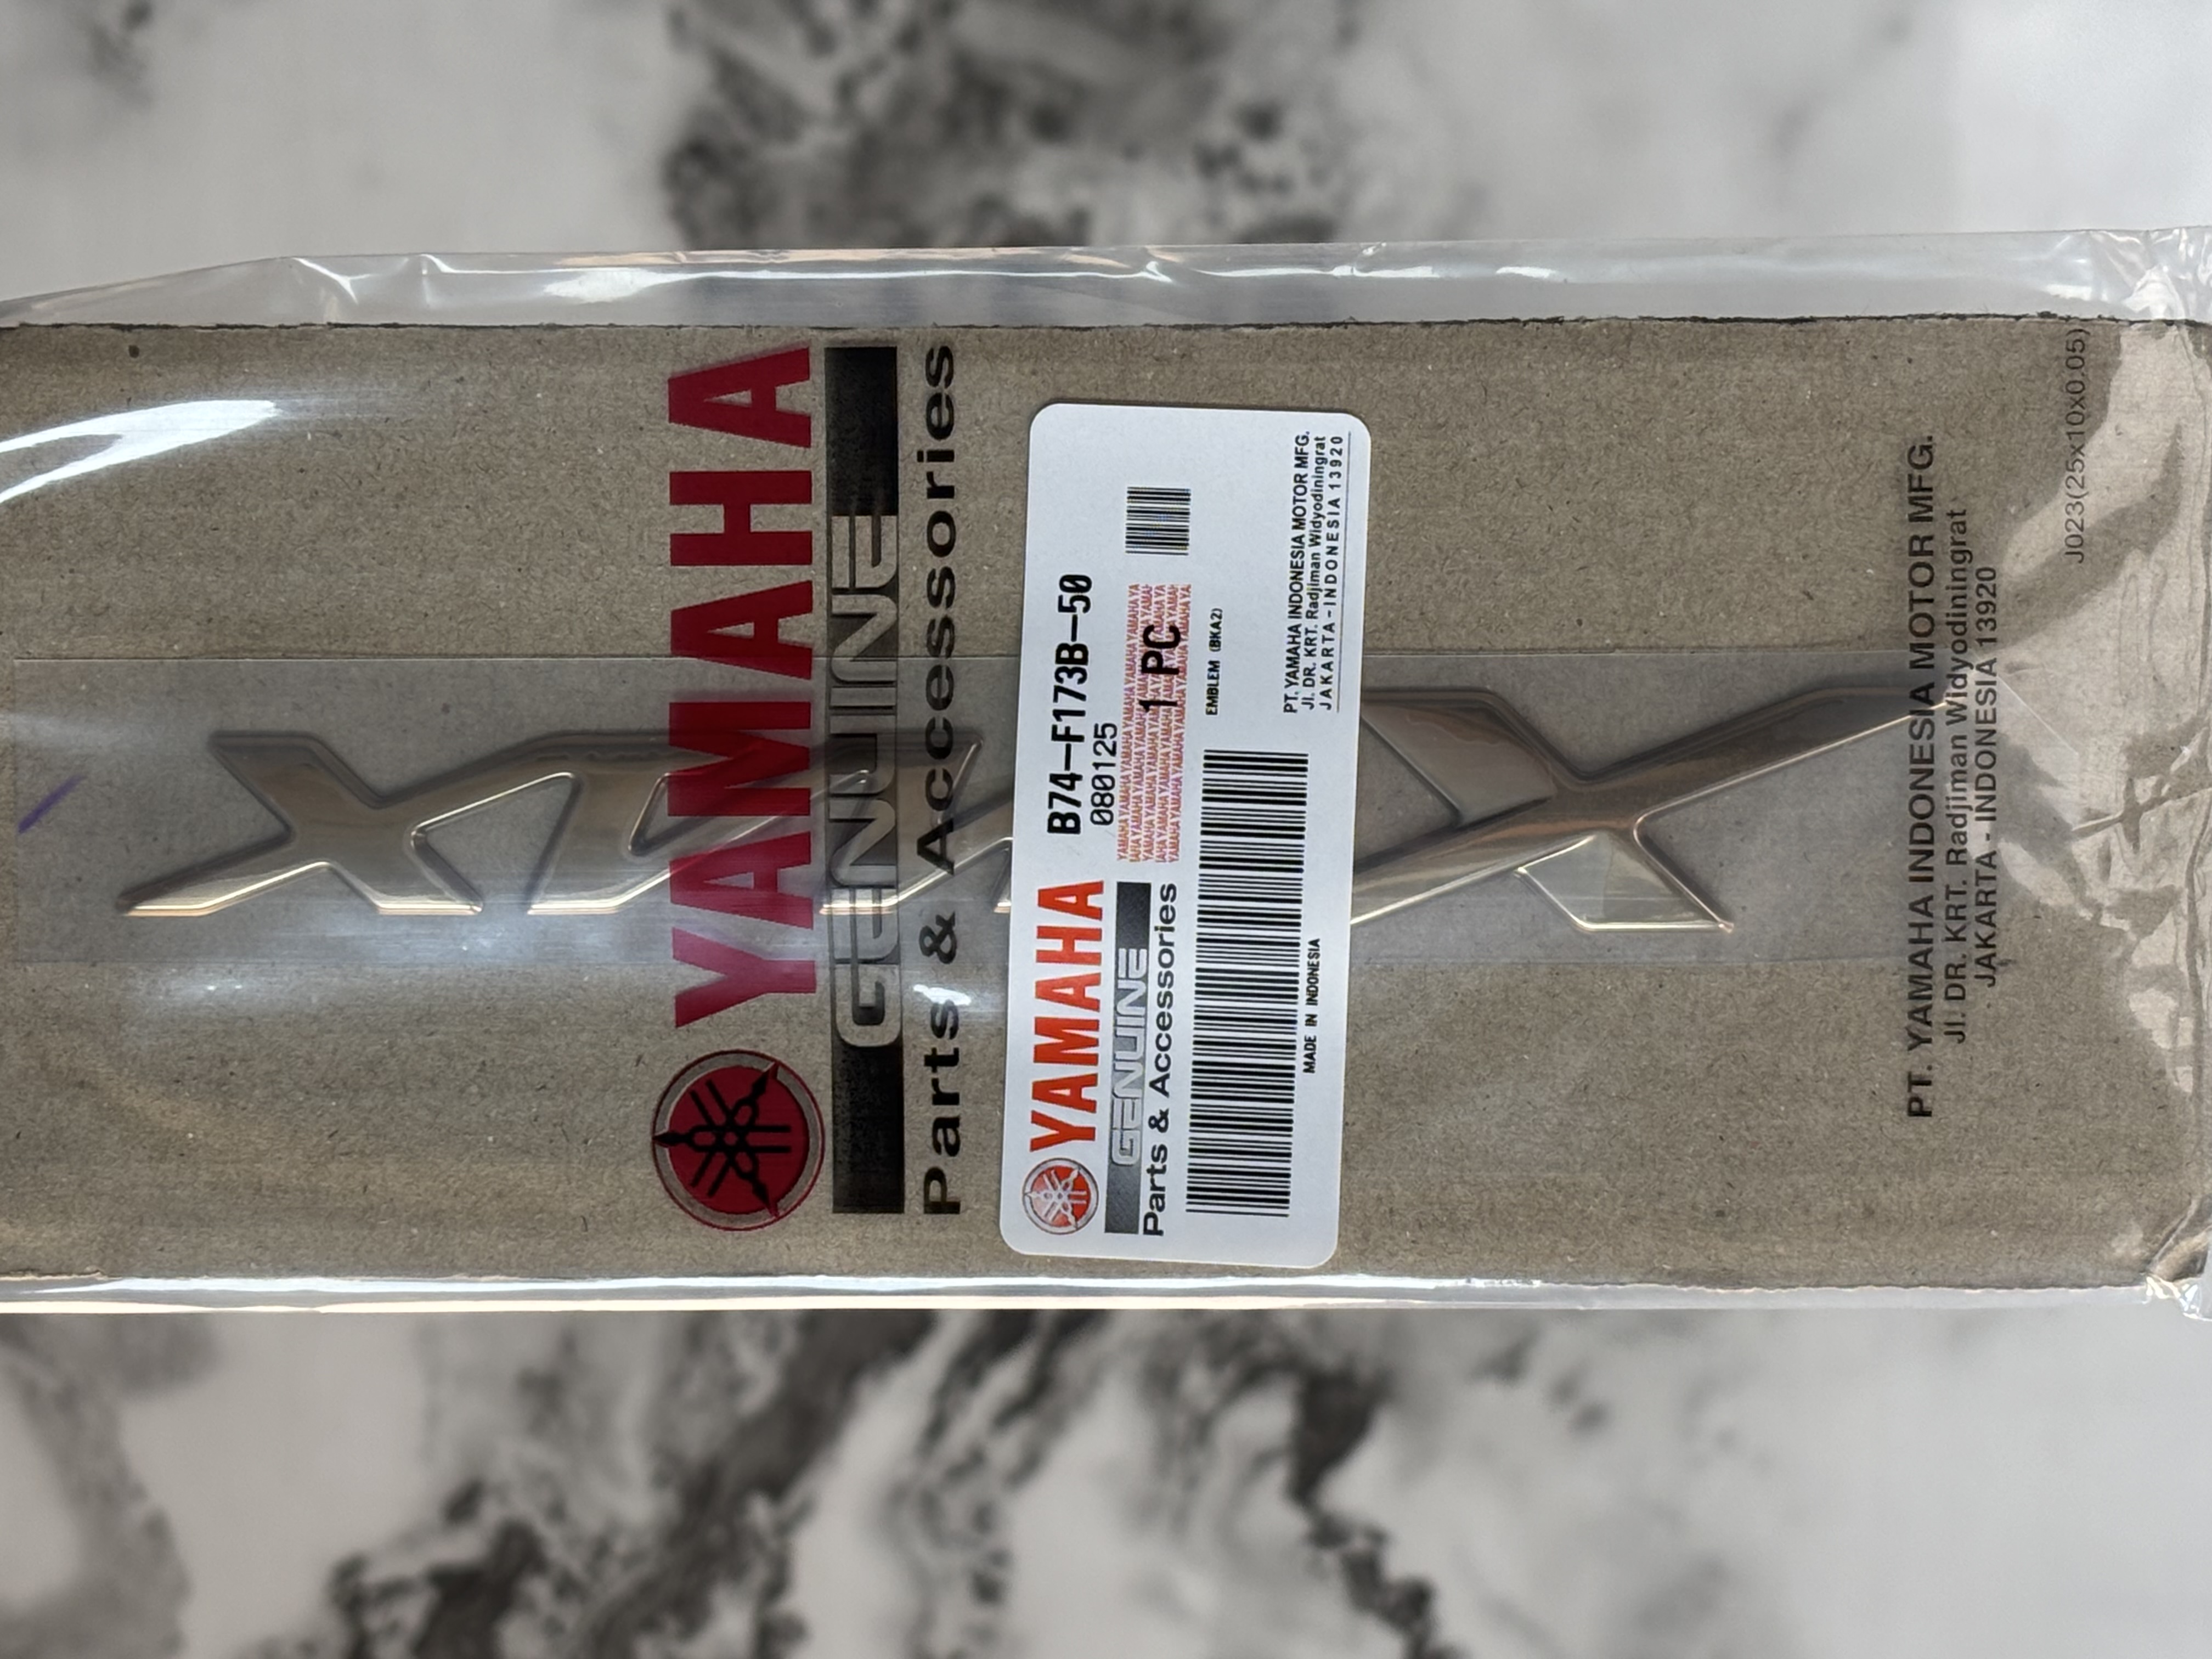 YAMAHA
GENUINE
Parts & Accessories
YAMAHA
GENUINE
Parts & Accessories
B74-F173B-50
080125
1 PC
EMBLEM (BKA2)
MADE IN INDONESIA
PT. YAMAHA INDONESIA MOTOR MFG.
Jl. DR. KRT. Radjiman Widyodiningrat
JAKARTA - INDONESIA 13920
PT. YAMAHA INDONESIA MOTOR MFG.
Jl. DR. KRT. Radjiman Widyodiningrat
JAKARTA - INDONESIA 13920
J023(25x10x0.05)